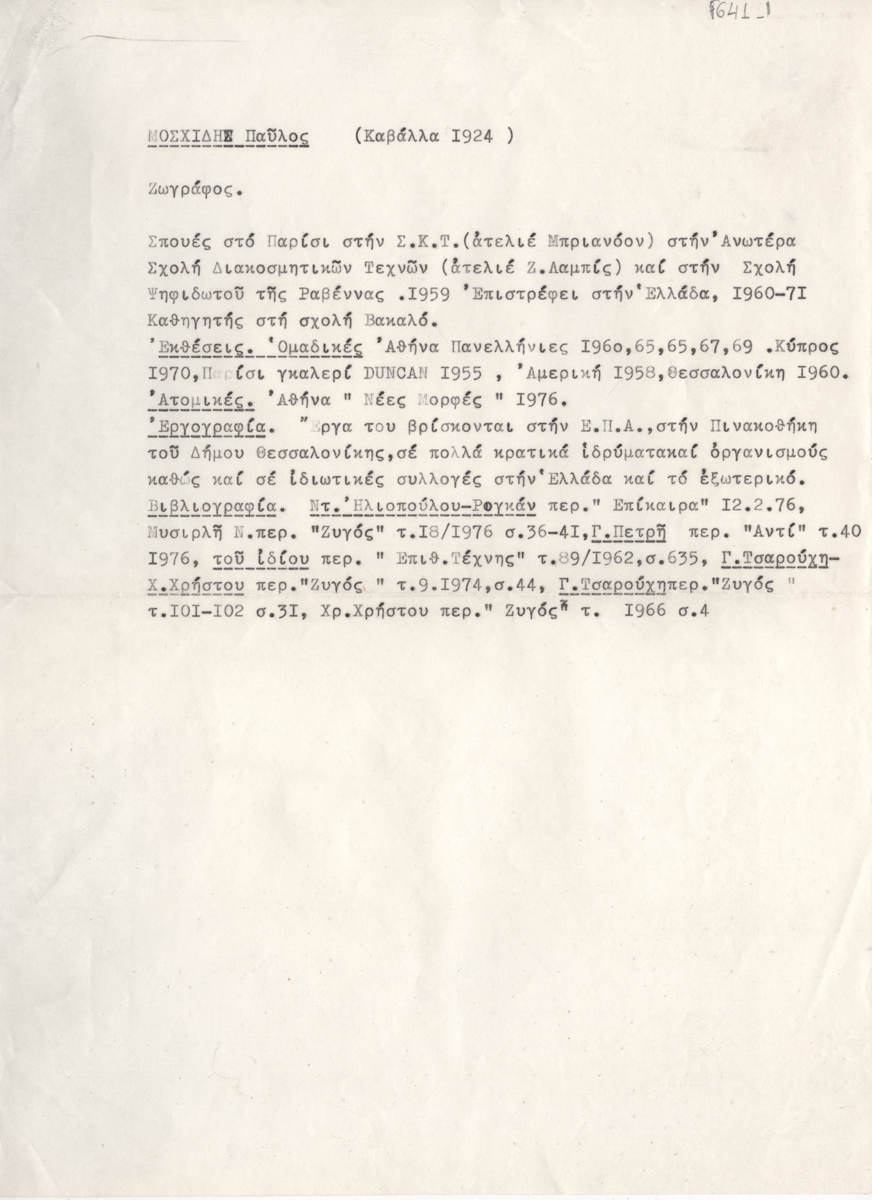 5641_1
ΜΟΣΧΙΔΗΣ Παῦλος (Καβάλλα 1924 )
Ζωγράφος.
Σπουές στό Παρίσι στήν Σ.Κ.Τ.(ἀτελιέ Μπριανόον) στήν Ἀνωτέρα
Σχολή Διακοσμητικῶν Τεχνῶν (ἀτελιέ Ζ.Λαμπίς) καί στήν Σχολή
Ψηφιδωτοῦ τῆς Ραβέννας .1959 Ἐπιστρέφει στήν Ἑλλάδα, 1960-71
Καθηγητής στή σχολή Βακαλό.
Ἐκθέσεις. Ὁμαδικές Ἀθήνα Πανελλήνιες 1960,65,65,67,69 .Κύπρος
1970,Παρίσι γκαλερί DUNCAN 1955 , Ἀμερική 1958,Θεσσαλονίκη 1960.
Ἀτομικές. Ἀθήνα " Νέες Μορφές " 1976.
Ἐργογραφία. Ἔργα του βρίσκονται στήν Ε.Π.Α.,στήν Πινακοθήκη
τοῦ Δήμου Θεσσαλονίκης,σέ πολλά κρατικά ἱδρύματακαί ὀργανισμούς
καθώς καί σέ ἰδιωτικές συλλογές στήν Ἑλλάδα καί τό ἐξωτερικό.
Βιβλιογραφία. Ντ.Ἠλιοπούλου-Ρογκάν περ." Επίκαιρα" 12.2.76,
Μυσιρλῆ Ν.περ. "Ζυγός" τ.18/1976 σ.36-41,Γ.Πετρῆ περ. "Αντί" τ.40
1976, τοῦ ἰδίου περ. " Επιθ.Τέχνης" τ.89/1962,σ.635, Γ.Τσαρούχη-
Χ.Χρήστου περ."Ζυγός " τ.9.1974,σ.44, Γ.Τσαρούχηπερ."Ζυγός "
τ.101-102 σ.31, Χρ.Χρήστου περ." Ζυγός" τ. 1966 σ.4